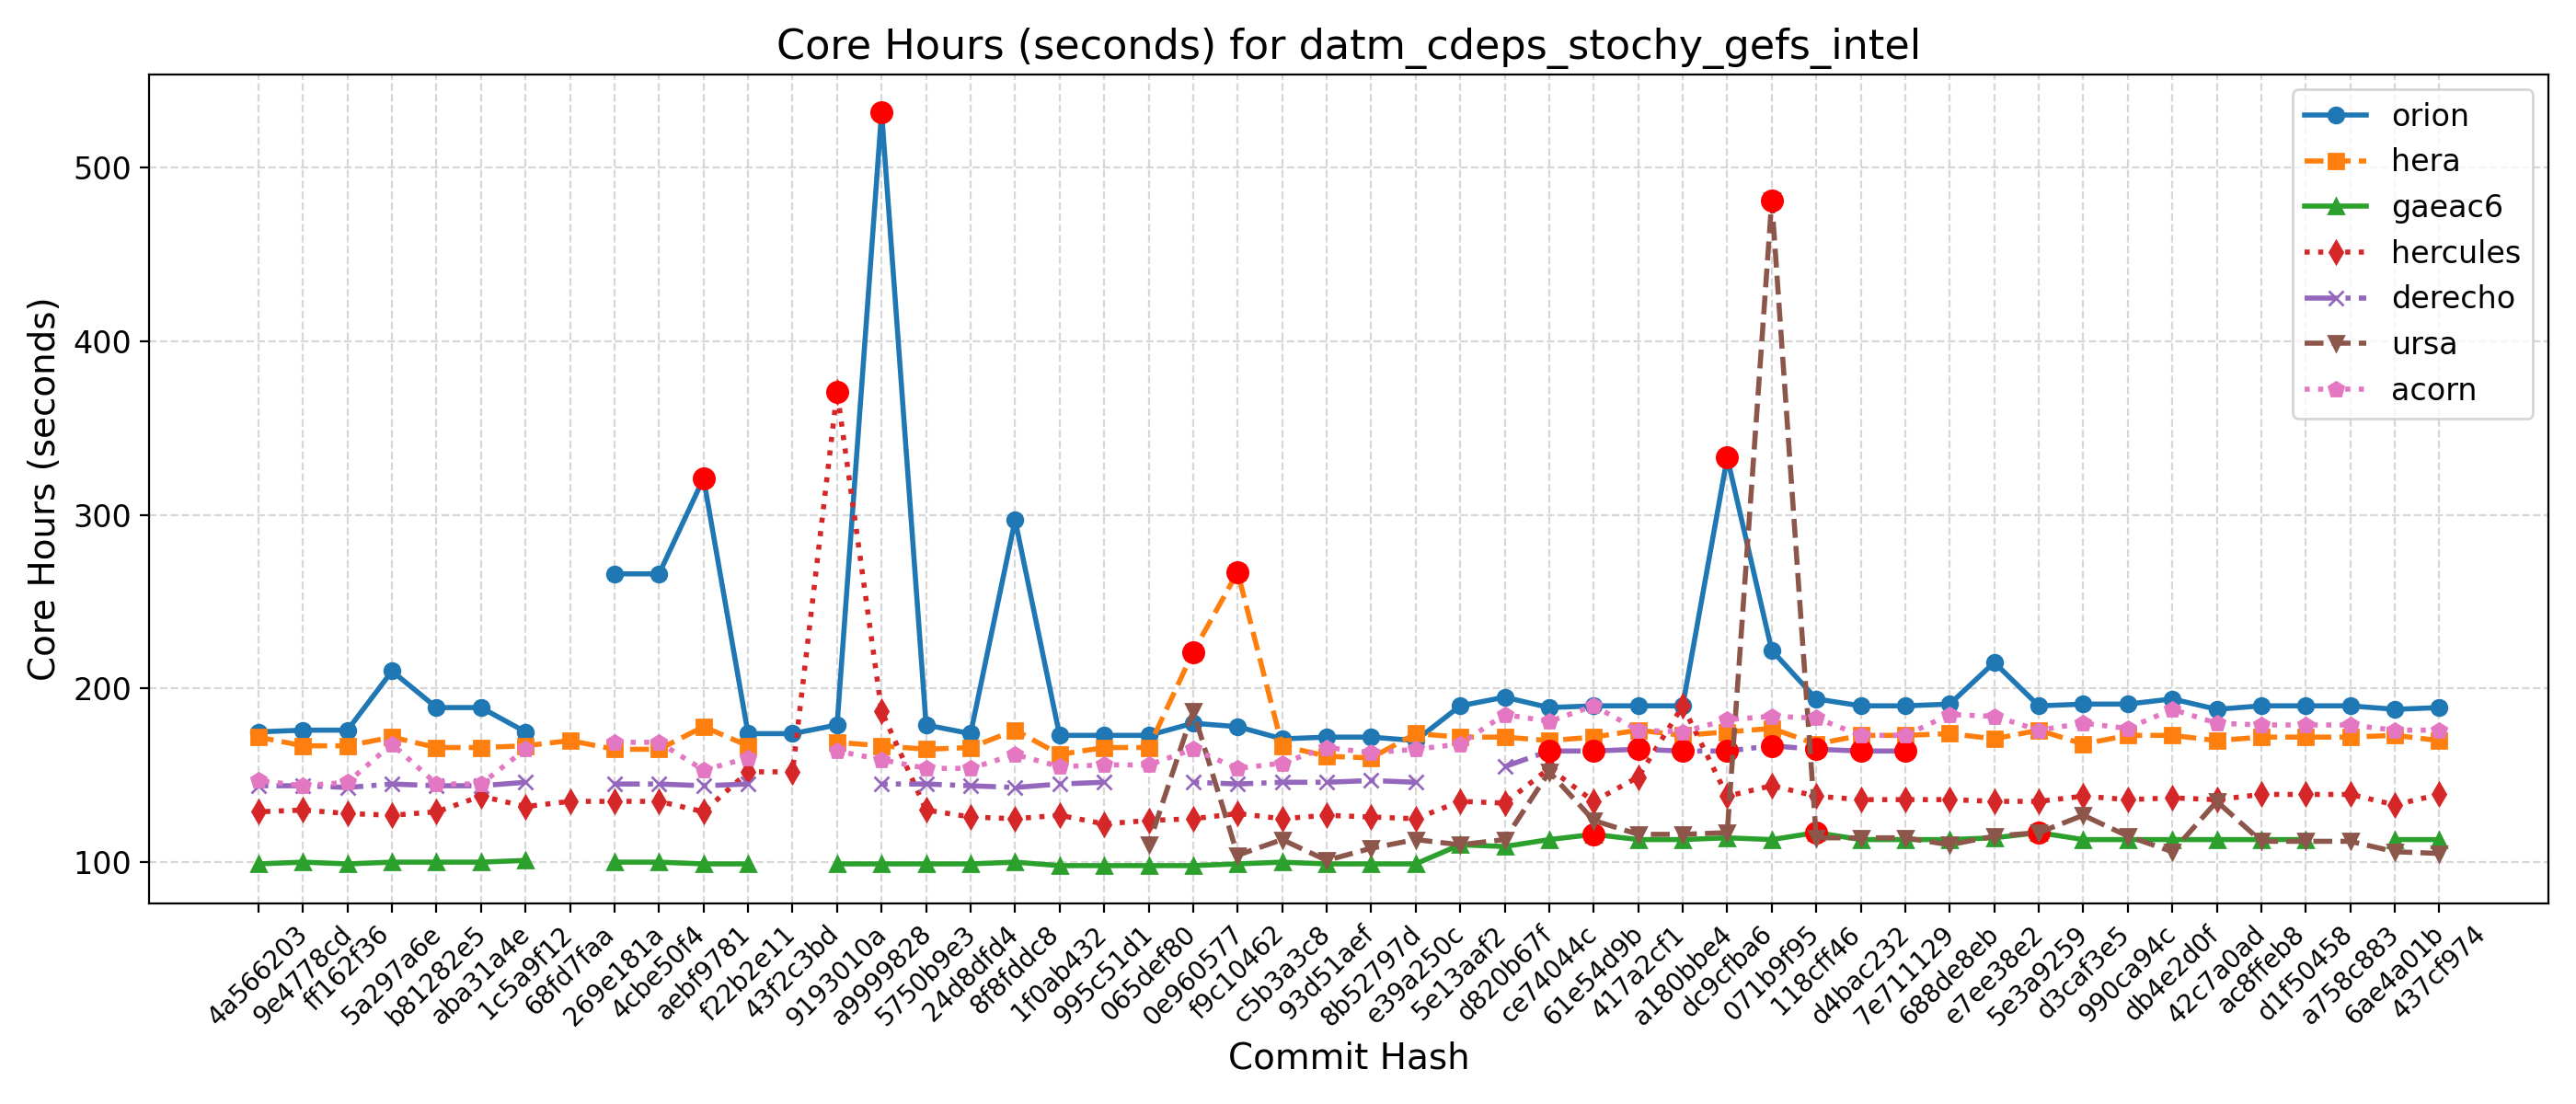 Core Hours (seconds) for datm_cdeps_stochy_gefs_intel
Core Hours (seconds)
500
400
300
200
100
orion
hera
gaeac6
hercules
derecho
ursa
acorn
4a566203
9e4778cd
ff162f36
5a297a6e
b81282e5
aba31a4e
1c5a9f12
68fd7faa
269e181a
4cbe50f4
aebf9781
f22b2e11
43f2c3bd
9193010a
a9999828
5750b9e3
24d8dfd4
8f8fddc8
1f0ab432
995c51d1
065def80
0e960577
f9c10462
c5b3a3c8
93d51aef
8b52797d
e39a250c
5e13aaf2
d820b67f
ce74044c
61e54d9b
417a2cf1
a180bbe4
dc9cfba6
071b9f95
118cff46
d4bac232
7e711129
688de8eb
e7ee38e2
5e3a9259
d3caf3e5
990ca94c
db4e2d0f
42c7a0ad
ac8ffeb8
d1f50458
a758c883
6ae4a01b
437cf974
Commit Hash